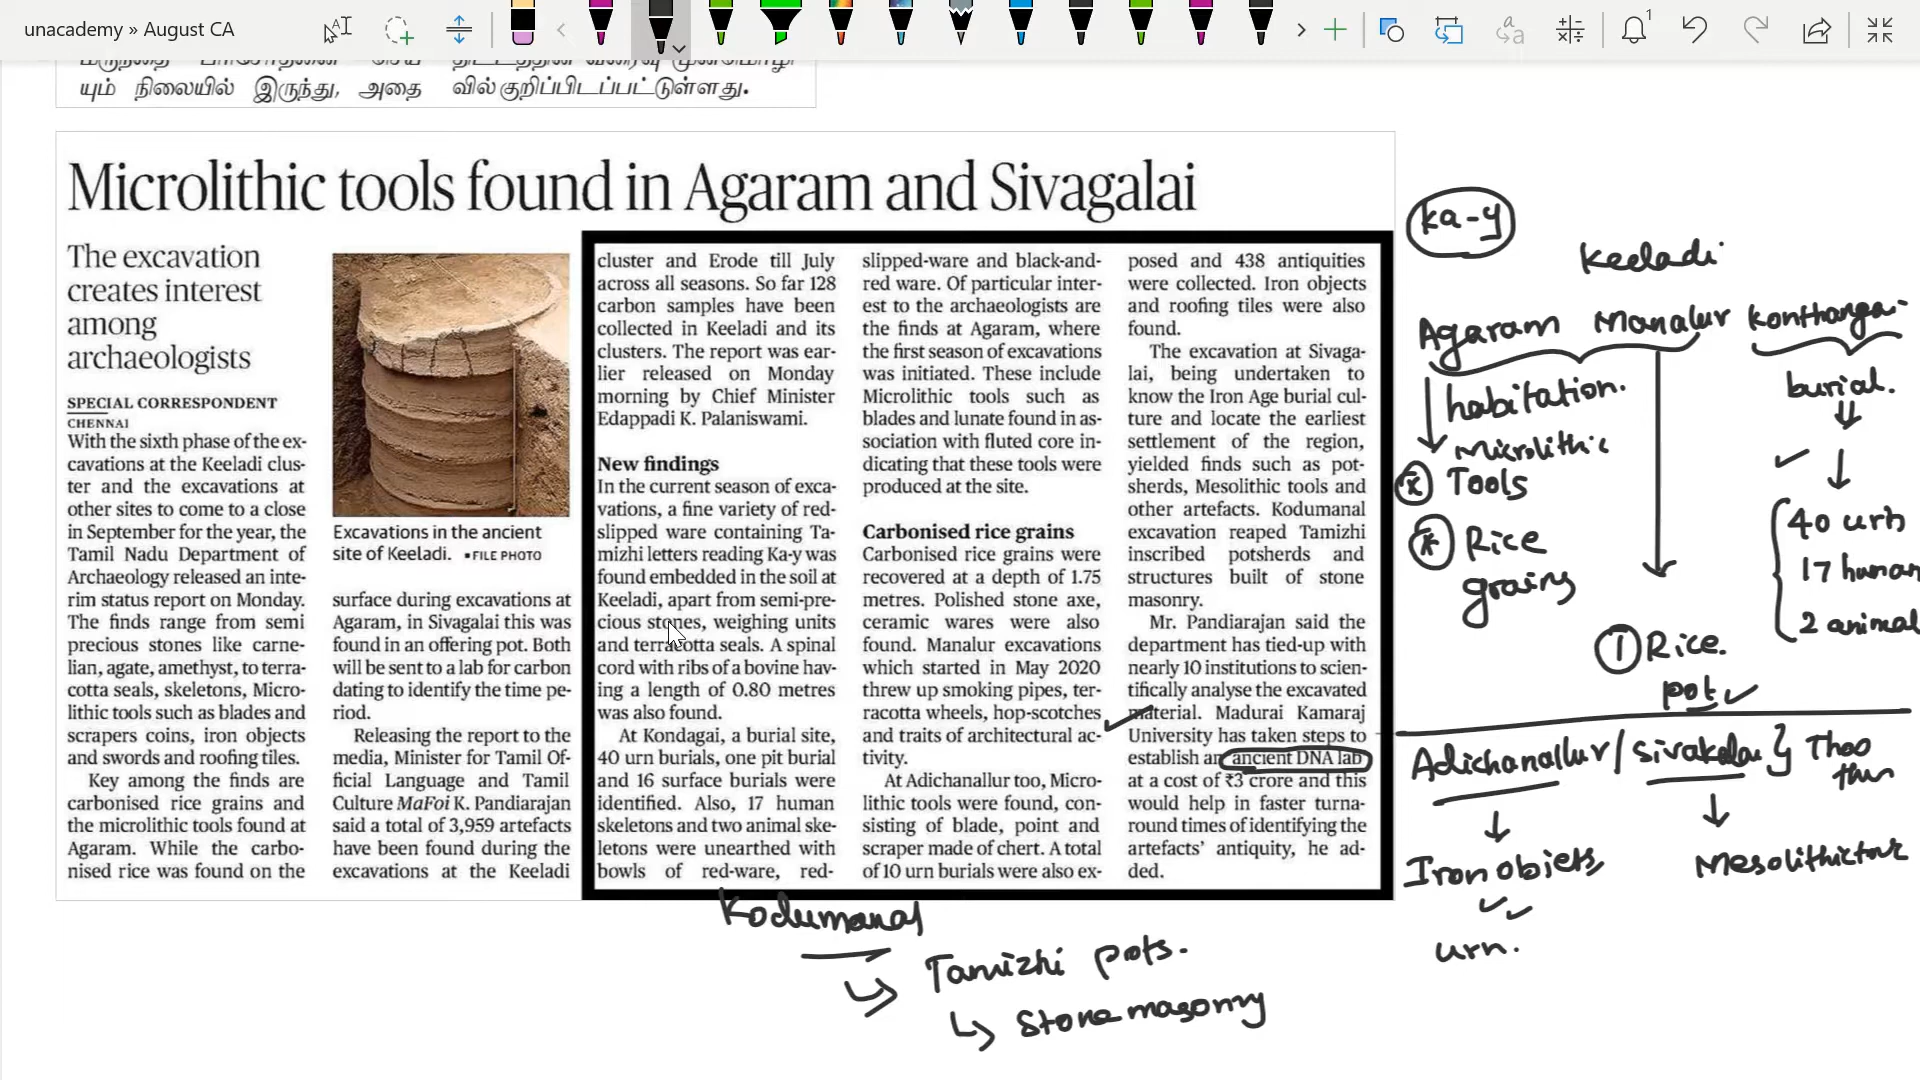 unacademy » August CA
1
யும் நிலையில் இருந்து, அதை
வில் குறிப்பிடப்பட்டுள்ளது.
Microlithic tools found in Agaram and Sivagalai
The excavation
creates interest
among
archaeologists
SPECIAL CORRESPONDENT
CHENNAI
With the sixth phase of the ex-
cavations at the Keeladi clus-
ter and the excavations at
other sites to come to a close
in September for the year, the
Tamil Nadu Department of
Archaeology released an inte-
rim status report on Monday.
The finds range from semi
precious stones like carne-
lian, agate, amethyst, to terra-
cotta seals, skeletons, Micro-
lithic tools such as blades and
scrapers coins, iron objects
and swords and roofing tiles.
Key among the finds are
carbonised rice grains and
the microlithic tools found at
Agaram. While the carbo-
nised rice was found on the
Excavations in the ancient
site of Keeladi. ▪FILE PHOTO
surface during excavations at
Agaram, in Sivagalai this was
found in an offering pot. Both
will be sent to a lab for carbon
dating to identify the time pe-
riod.
Releasing the report to the
media, Minister for Tamil Of-
ficial Language and Tamil
Culture MaFoi K. Pandiarajan
said a total of 3,959 artefacts
have been found during the
excavations at the Keeladi
cluster and Erode till July
across all seasons. So far 128
carbon samples have been
collected in Keeladi and its
clusters. The report was ear-
lier released on Monday
morning by Chief Minister
Edappadi K. Palaniswami.
New findings
In the current season of exca-
vations, a fine variety of red-
slipped ware containing Ta-
mizhi letters reading Ka-y was
found embedded in the soil at
Keeladi, apart from semi-pre-
cious stones, weighing units
and terracotta seals. A spinal
cord with ribs of a bovine hav-
ing a length of 0.80 metres
was also found.
At Kondagai, a burial site,
40 urn burials, one pit burial
and 16 surface burials were
identified. Also, 17 human
skeletons and two animal ske-
letons were unearthed with
bowls of red-ware, red-
slipped-ware and black-and-
red ware. Of particular inter-
est to the archaeologists are
the finds at Agaram, where
the first season of excavations
was initiated. These include
Microlithic tools such as
blades and lunate found in as-
sociation with fluted core in-
dicating that these tools were
produced at the site.
Carbonised rice grains
Carbonised rice grains were
recovered at a depth of 1.75
metres. Polished stone axe,
ceramic wares were also
found. Manalur excavations
which started in May 2020
threw up smoking pipes, ter-
racotta wheels, hop-scotches
and traits of architectural ac-
tivity.
At Adichanallur too, Micro-
lithic tools were found, con-
sisting of blade, point and
scraper made of chert. A total
of 10 urn burials were also ex-
posed and 438 antiquities
were collected. Iron objects
and roofing tiles were also
found.
The excavation at Sivaga-
lai, being undertaken to
know the Iron Age burial cul-
ture and locate the earliest
settlement of the region,
yielded finds such as pot-
sherds, Mesolithic tools and
other artefacts. Kodumanal
excavation reaped Tamizhi
inscribed potsherds and
structures built of stone
masonry.
Mr. Pandiarajan said the
department has tied-up with
nearly 10 institutions to scien-
tifically analyse the excavated
material. Madurai Kamaraj
University has taken steps to
establish an ancient DNA lab
at a cost of ₹3 crore and this
would help in faster turna-
round times of identifying the
artefacts' antiquity, he ad-
ded.
ka-y
Keeladi
Agaram Manalur Konthanga-
habitation.
burial.
Microlithic
Tools
Rice
grains
40 urn
17 human
2 animal
1 Rice.
pot
Adichanallur / Sivakalai } Thoo
thu
Iron objets
Mesolithic
urn.
Kodumanal
Tamizhi pots.
Stone masonry